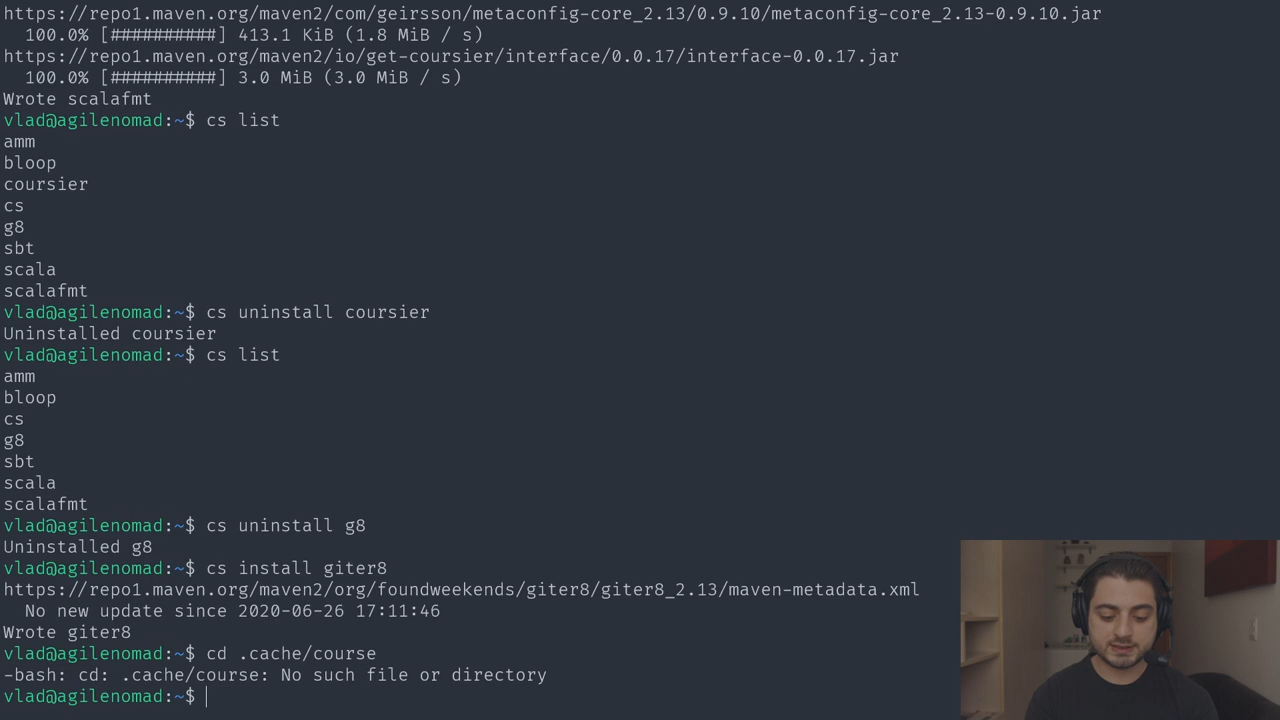 https://repo1.maven.org/maven2/com/geirsson/metaconfig-core_2.13/0.9.10/metaconfig-core_2.13-0.9.10.jar
  100.0% [##########] 413.1 KiB (1.8 MiB / s)
https://repo1.maven.org/maven2/io/get-coursier/interface/0.0.17/interface-0.0.17.jar
  100.0% [##########] 3.0 MiB (3.0 MiB / s)
Wrote scalafmt
vlad@agilenomad:~$ cs list
amm
bloop
coursier
cs
g8
sbt
scala
scalafmt
vlad@agilenomad:~$ cs uninstall coursier
Uninstalled coursier
vlad@agilenomad:~$ cs list
amm
bloop
cs
g8
sbt
scala
scalafmt
vlad@agilenomad:~$ cs uninstall g8
Uninstalled g8
vlad@agilenomad:~$ cs install giter8
https://repo1.maven.org/maven2/org/foundweekends/giter8/giter8_2.13/maven-metadata.xml
  No new update since 2020-06-26 17:11:46
Wrote giter8
vlad@agilenomad:~$ cd .cache/course
-bash: cd: .cache/course: No such file or directory
vlad@agilenomad:~$